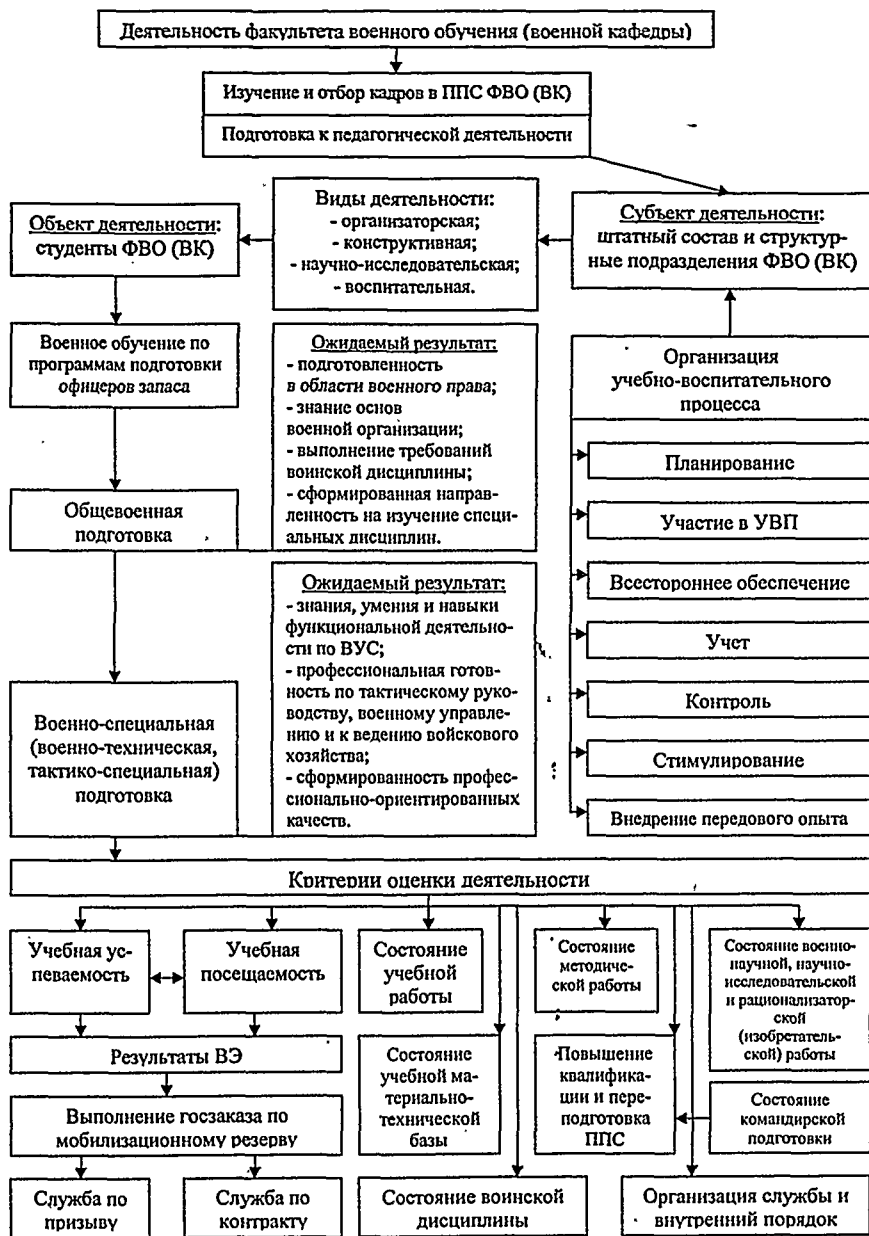 Деятельность факультета военного обучения (военной кафедры)
Изучение и отбор кадров в ППС ФВО (ВК)
Подготовка к педагогической деятельности
Объект деятельности:
студенты ФВО (ВК)
Виды деятельности:
- организаторская;
- конструктивная;
- научно-исследовательская;
- воспитательная.
Субъект деятельности:
штатный состав и структур-
ные подразделения ФВО (ВК)
Военное обучение по
программам подготовки
офицеров запаса
Ожидаемый результат:
- подготовленность
в области военного права;
- знание основ
военной организации;
- выполнение требований
воинской дисциплины;
- сформированная направ-
ленность на изучение специ-
альных дисциплин.
Организация
учебно-воспитательного
процесса
Планирование
Участие в УВП
Всестороннее обеспечение
Учет
Контроль
Стимулирование
Внедрение передового опыта
Общевоенная
подготовка
Ожидаемый результат:
- знания, умения и навыки
функциональной деятельно-
сти по ВУС;
- профессиональная готов-
ность по тактическому руко-
водству, военному управле-
нию и к ведению войскового
хозяйства;
- сформированность профес-
сионально-ориентированных
качеств.
Военно-специальная
(военно-техническая,
тактико-специальная)
подготовка
Критерии оценки деятельности
Учебная ус-
певаемость
Учебная
посещаемость
Состояние
учебной
работы
Состояние
методиче-
ской работы
Состояние военно-
научной, научно-
исследовательской
и рационализатор-
ской
(изобретатель-
ской) работы
Результаты ВЭ
Состояние
учебной ма-
териально-
технической
базы
Повышение
квалифика-
ции и пере-
подготовка
ППС
Состояние
командирской
подготовки
Выполнение госзаказа по
мобилизационному резерву
Служба по
призыву
Служба по
контракту
Состояние воинской
дисциплины
Организация службы и
внутренний порядок